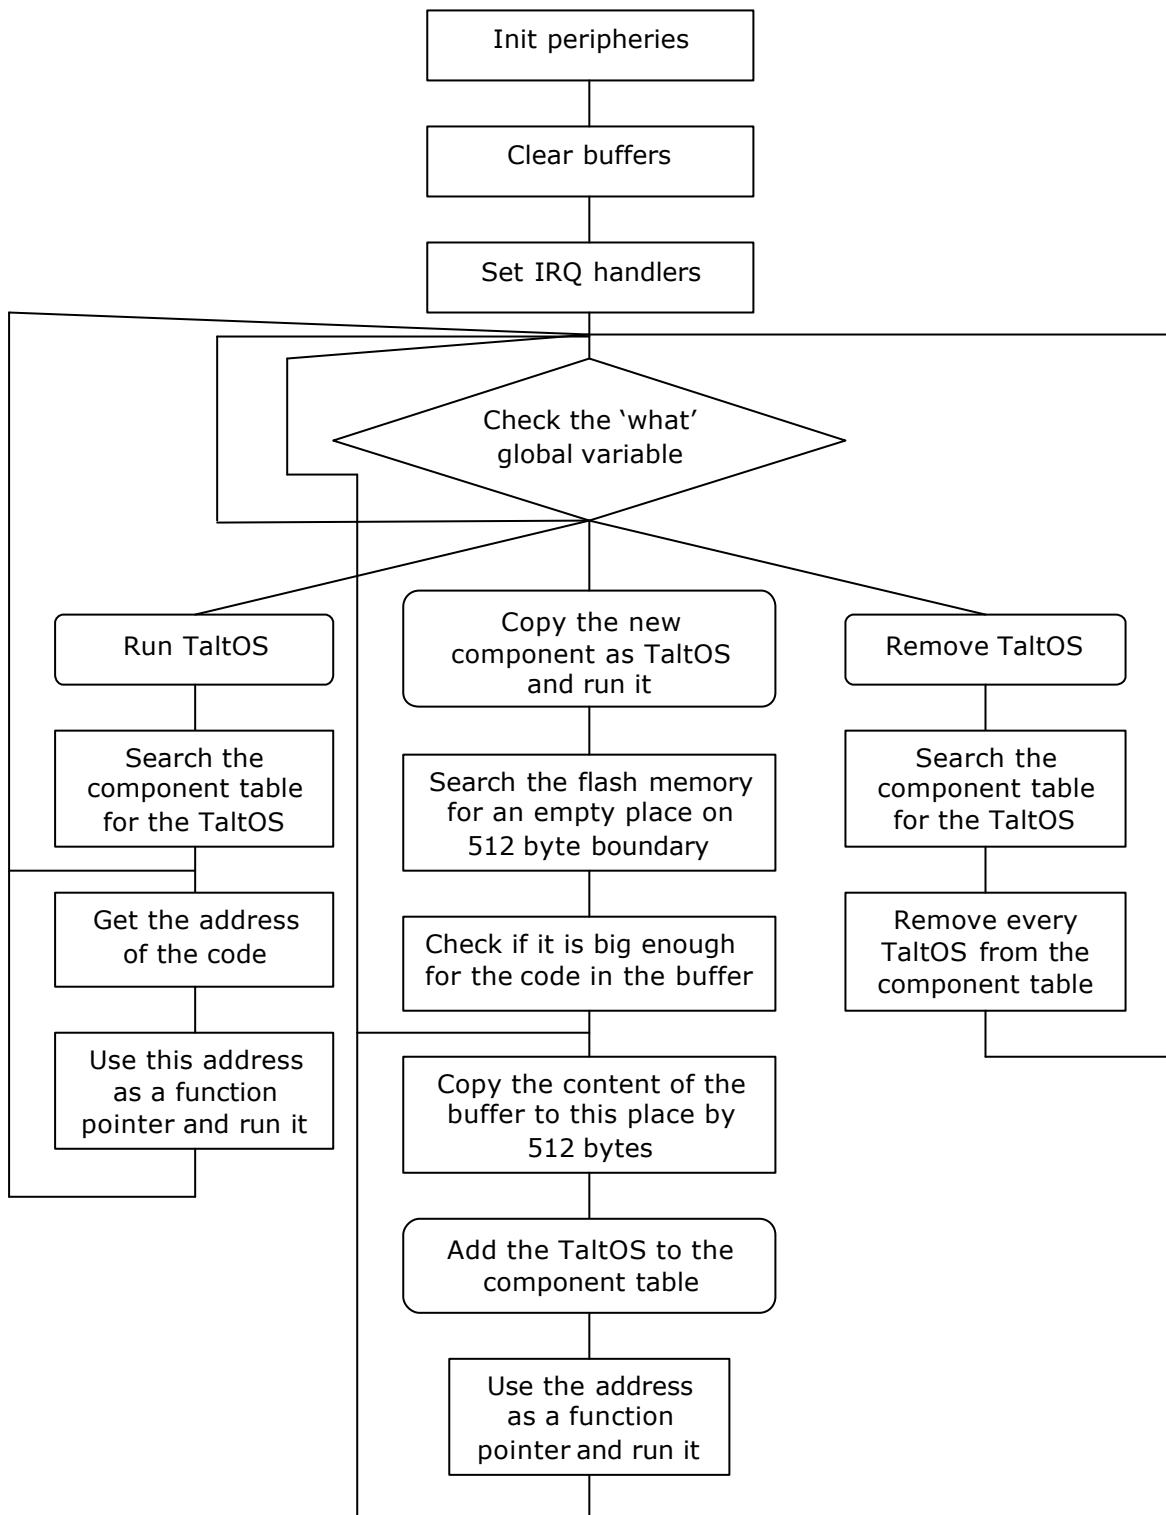 Init peripheries
Clear buffers
Set IRQ handlers
Check the ‘what’
global variable
Run TaltOS
Search the
component table
for the TaltOS
Get the address
of the code
Use this address
as a function
pointer and run it
Copy the new
component as TaltOS
and run it
Search the flash memory
for an empty place on
512 byte boundary
Check if it is big enough
for the code in the buffer
Copy the content of the
buffer to this place by
512 bytes
Add the TaltOS to the
component table
Use the address
as a function
pointer and run it
Remove TaltOS
Search the
component table
for the TaltOS
Remove every
TaltOS from the
component table